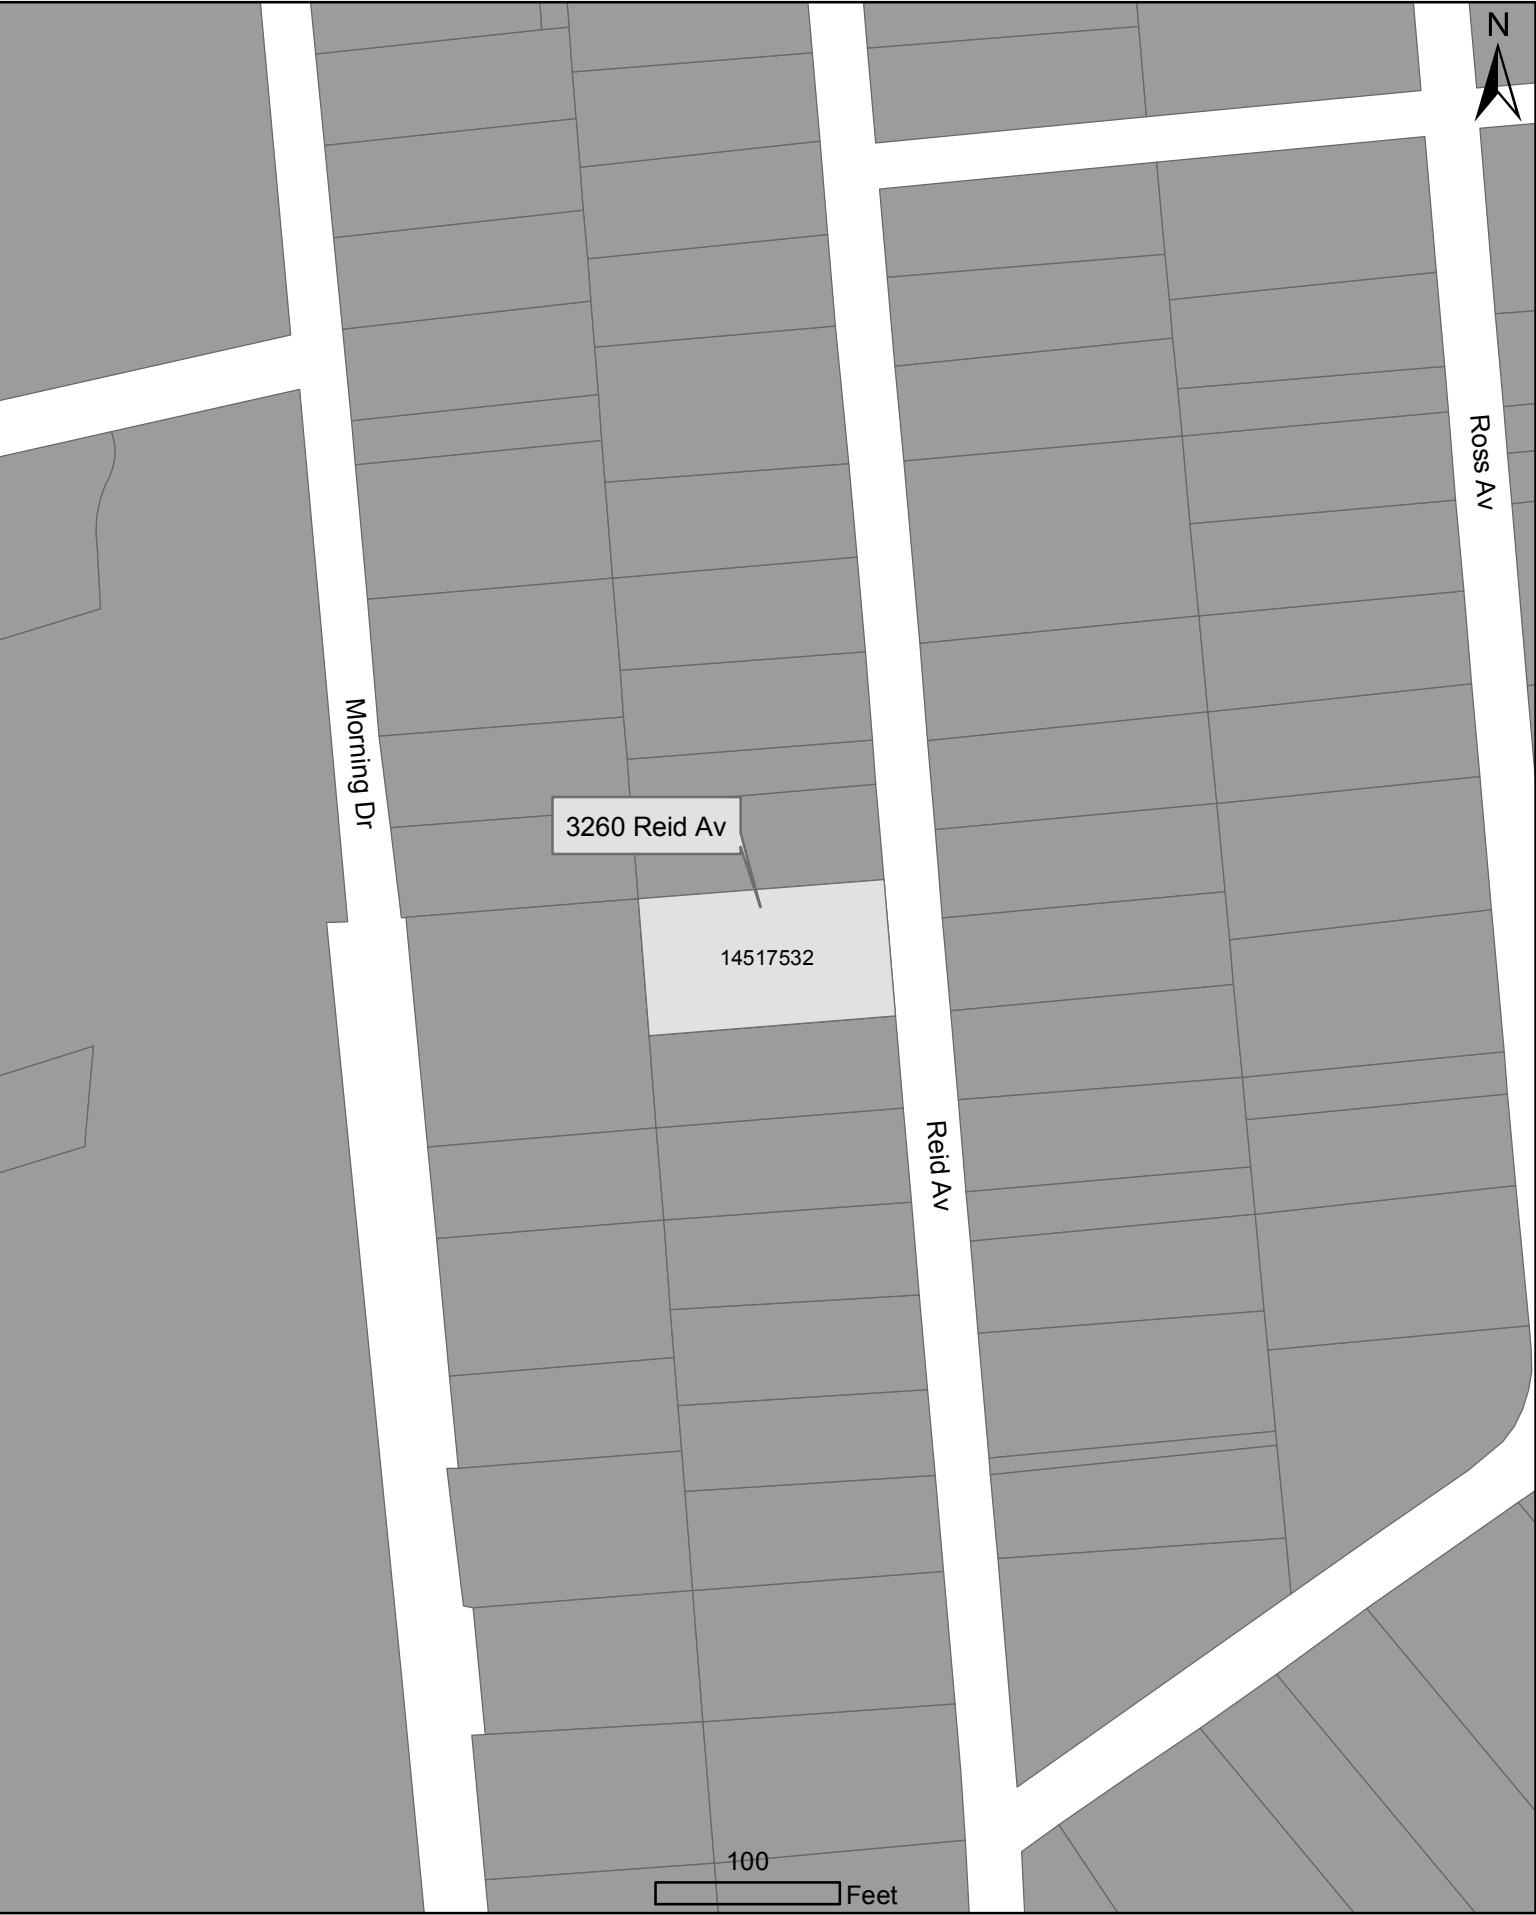 N
Ross Av
Morning Dr
3260 Reid Av
14517532
Reid Av
100
Feet